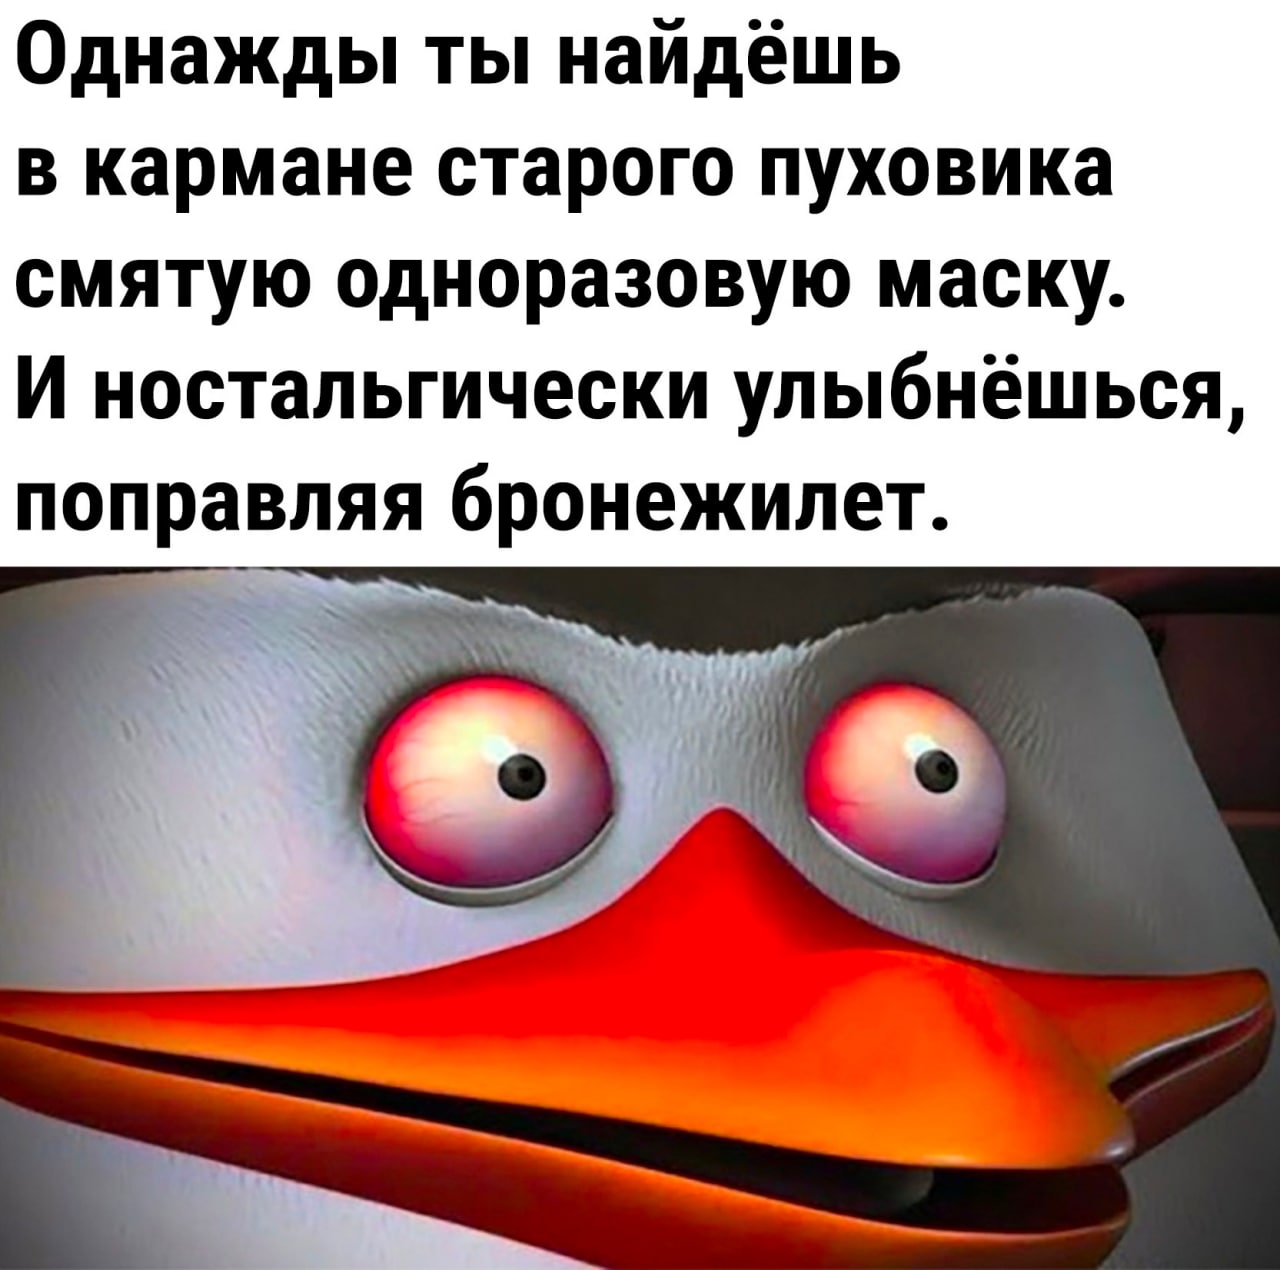 Однажды ты найдёшь
в кармане старого пуховика
смятую одноразовую маску.
И ностальгически улыбнёшься,
поправляя бронежилет.